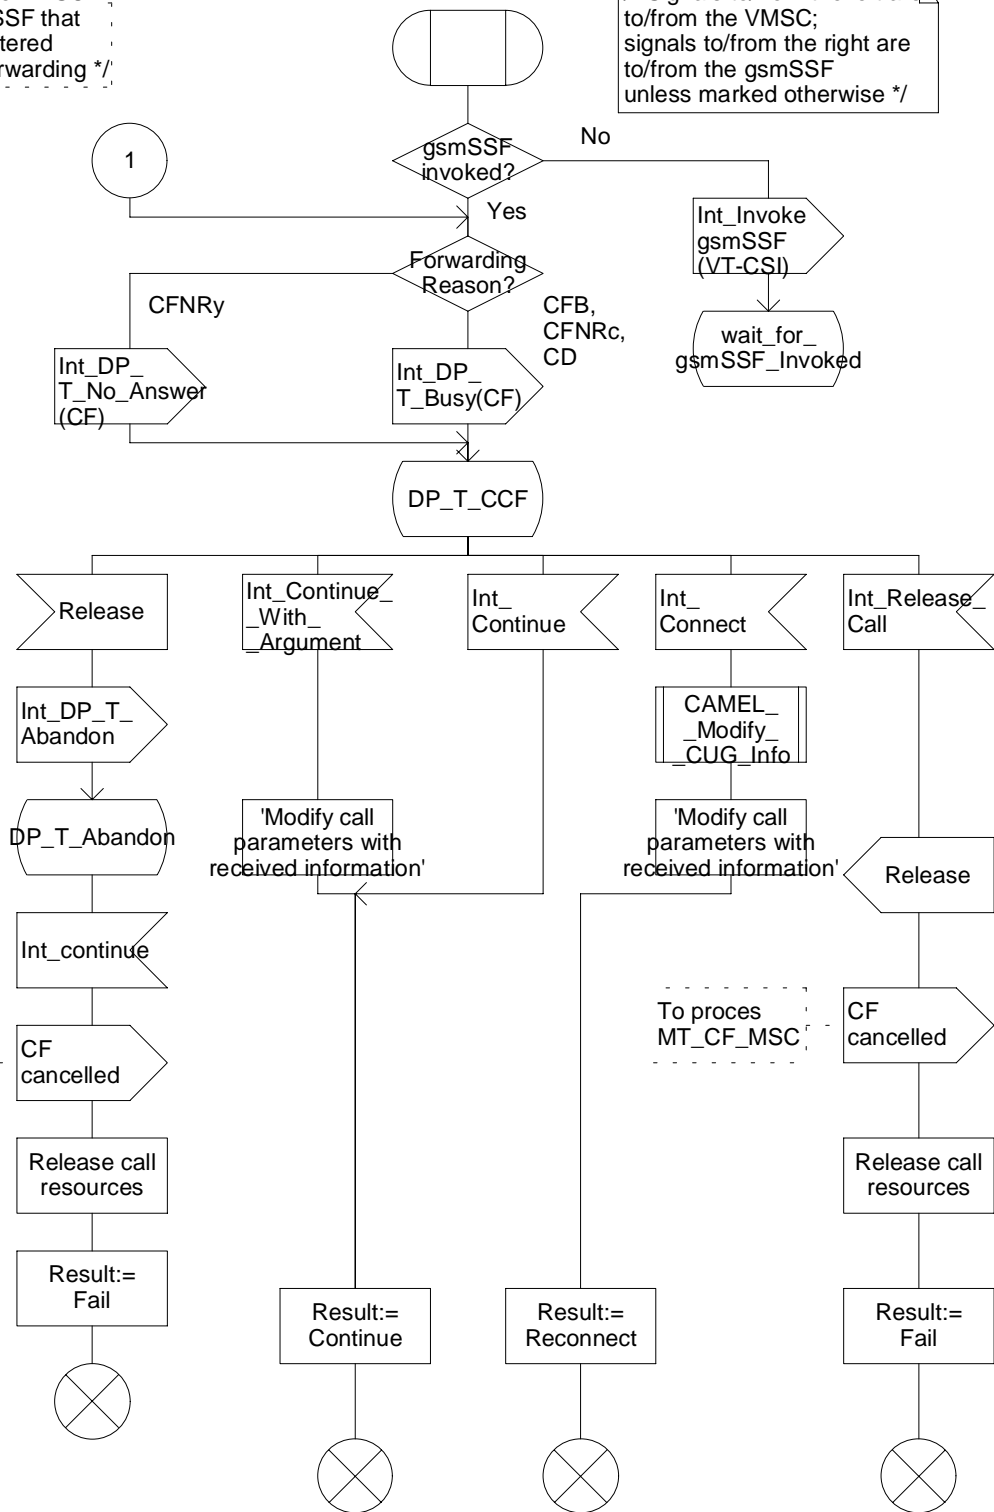 SSF that
tered
rwarding */
to/from the VMSC;
signals to/from the right are
to/from the gsmSSF
unless marked otherwise */
1
gsmSSF
invoked?
No
Yes
Int_Invoke
gsmSSF
(VT-CSI)
Forwarding
Reason?
CFNRy
CFB,
CFNRc,
CD
wait_for_
gsmSSF_Invoked
Int_DP_
T_No_Answer
(CF)
Int_DP_
T_Busy(CF)
DP_T_CCF
Release
Int_Continue_
_With_
_Argument
Int_
Continue
Int_
Connect
Int_Release_
Call
Int_DP_T_
Abandon
CAMEL_
_Modify_
_CUG_Info
DP_T_Abandon
'Modify call
parameters with
received information'
'Modify call
parameters with
received information'
Release
Int_continue
To proces
MT_CF_MSC
CF
cancelled
CF
cancelled
Release call
resources
Release call
resources
Result:=
Fail
Result:=
Continue
Result:=
Reconnect
Result:=
Fail